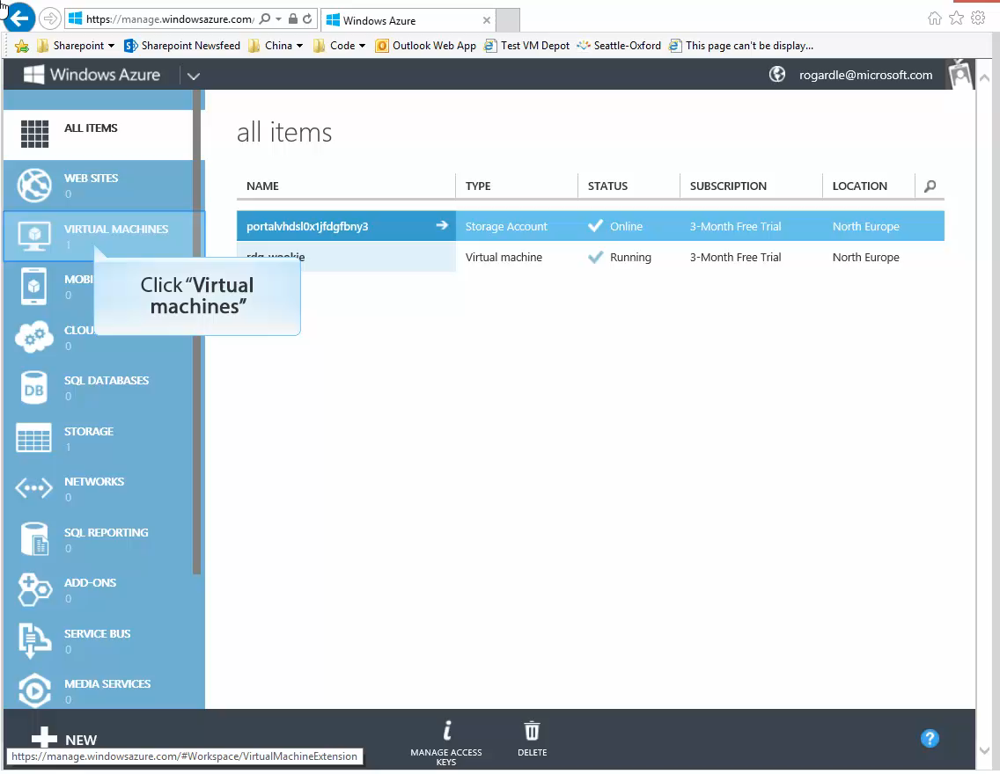 https://manage.windowsazure.com/
Windows Azure
Sharepoint
Sharepoint Newsfeed
China
Code
Outlook Web App
Test VM Depot
Seattle-Oxford
This page can't be display...
Windows Azure
rogardle@microsoft.com
ALL ITEMS
WEB SITES
0
VIRTUAL MACHINES
1
MOBI
0
CLOU
0
SQL DATABASES
0
STORAGE
1
NETWORKS
0
SQL REPORTING
0
ADD-ONS
0
SERVICE BUS
0
MEDIA SERVICES
0
DB
Click “Virtual
machines”
all items
NAME TYPE STATUS SUBSCRIPTION LOCATION
portalvhdsl0x1jfdgfbny3 Storage Account Online 3-Month Free Trial North Europe
Virtual machine Running 3-Month Free Trial North Europe
NEW
MANAGE ACCESS
KEYS
DELETE
?
https://manage.windowsazure.com/#Workspace/VirtualMachineExtension